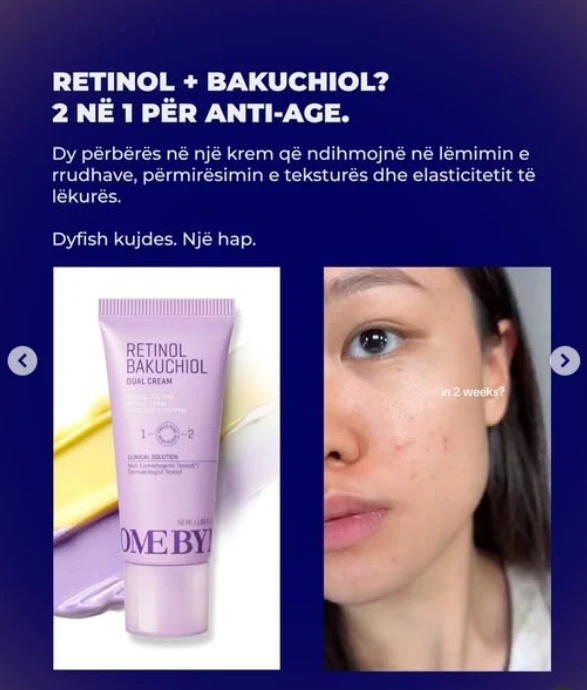 RETINOL + BAKUCHIOL?
2 NË 1 PËR ANTI-AGE.
Dy përbërës në një krem që ndihmojnë në lëmimin e
rrudhave, përmirësimin e teksturës dhe elasticitetit të
lëkurës.
Dyfish kujdes. Një hap.
RETINOL
BAKUCHIOL
DUAL CREAM
1 2
CLINICAL SOLUTION
50 ML /
OME BY
in 2 weeks?